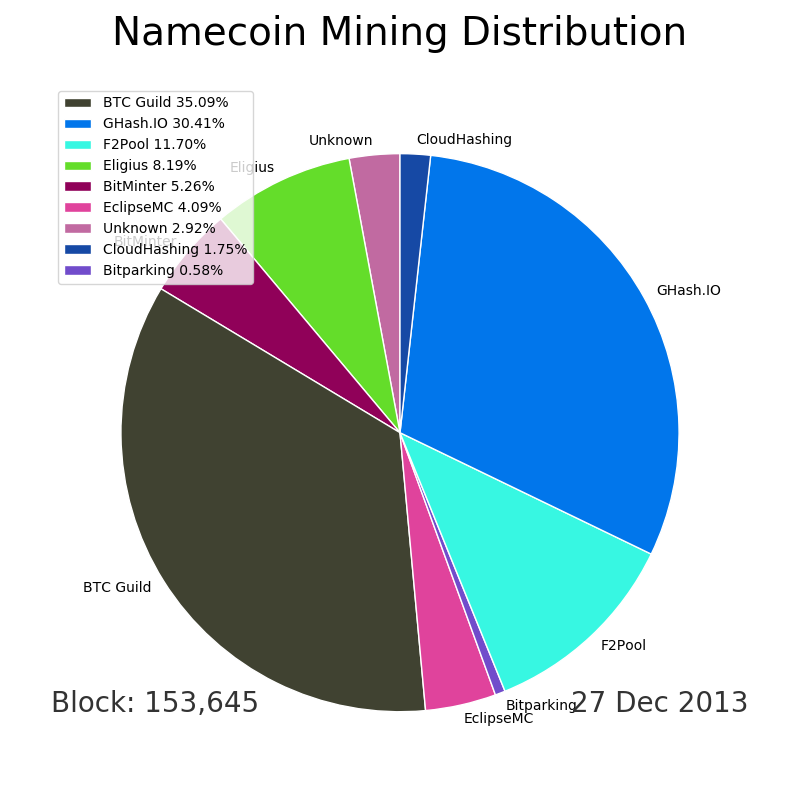 Namecoin Mining Distribution
BTC Guild 35.09%
GHash.IO 30.41%
F2Pool 11.70%
Eligius 8.19%
BitMinter 5.26%
EclipseMC 4.09%
Unknown 2.92%
CloudHashing 1.75%
Bitparking 0.58%
Unknown
CloudHashing
Eligius
BitMinter
GHash.IO
BTC Guild
F2Pool
Bitparking
EclipseMC
Block: 153,645
27 Dec 2013